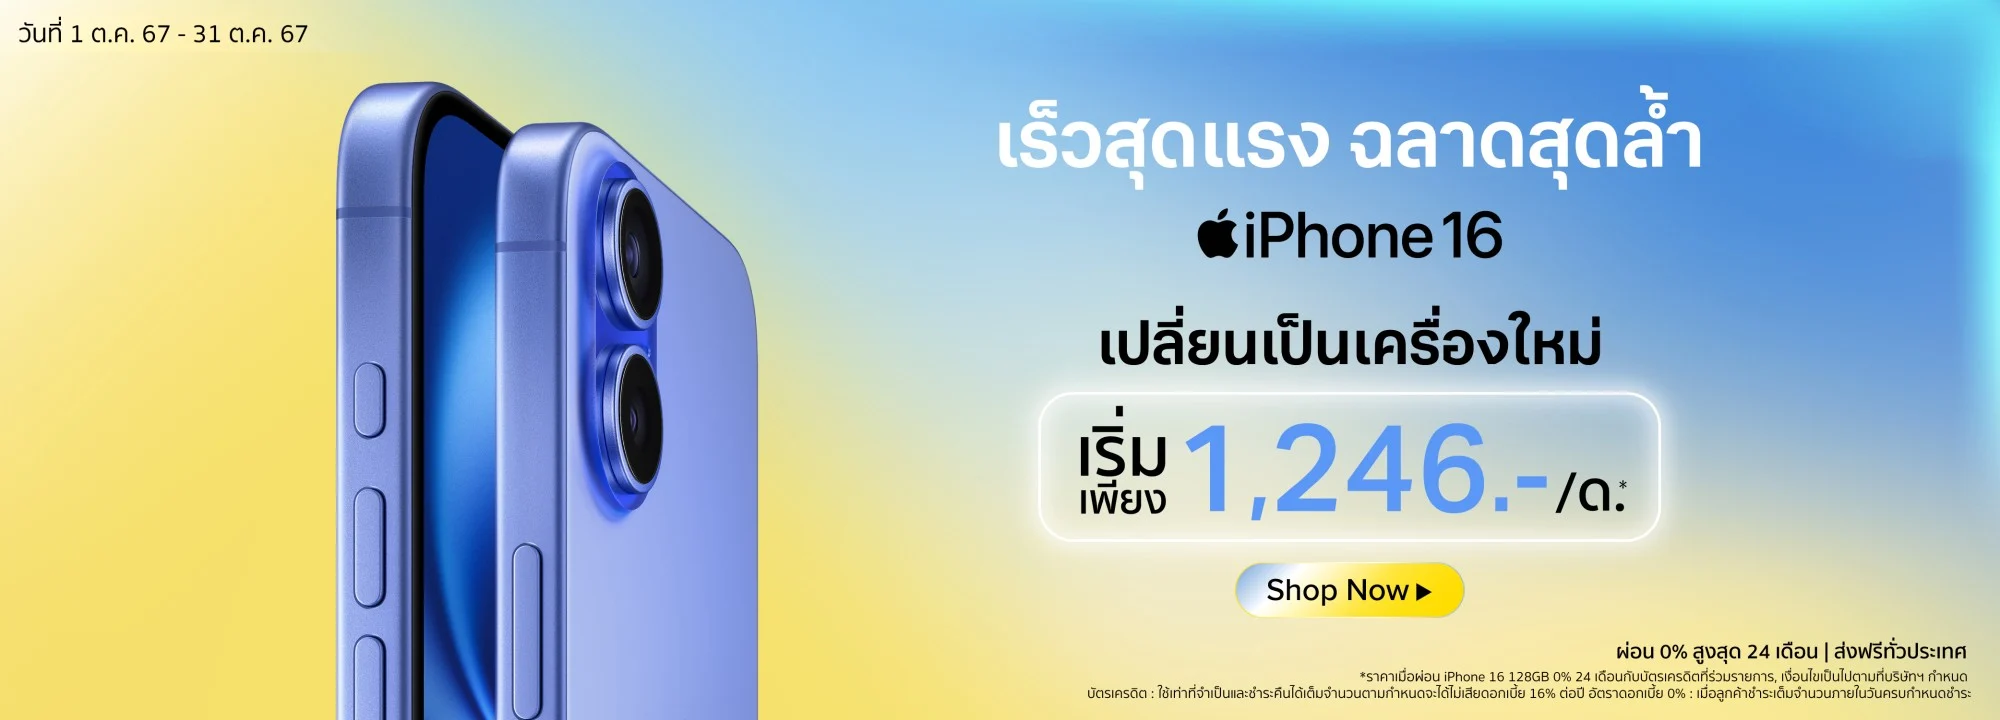 วันที่ 1 ต.ค. 67 - 31 ต.ค. 67
เร็วสุดแรง ฉลาดสุดล้ำ
iPhone 16
เปลี่ยนเป็นเครื่องใหม่
เริ่ม
เพียง
1,246.-/ด.*
Shop Now▶
ผ่อน 0% สูงสุด 24 เดือน | ส่งฟรีทั่วประเทศ
*ราคาเมื่อผ่อน iPhone 16 128GB 0% 24 เดือนกับบัตรเครดิตที่ร่วมรายการ, เงื่อนไขเป็นไปตามที่บริษัทฯ กำหนด
บัตรเครดิต : ใช้เท่าที่จำเป็นและชำระคืนได้เต็มจำนวนตามกำหนดจะได้ไม่เสียดอกเบี้ย 16% ต่อปี อัตราดอกเบี้ย 0% : เมื่อลูกค้าชำระเต็มจำนวนภายในวันครบกำหนดชำระ